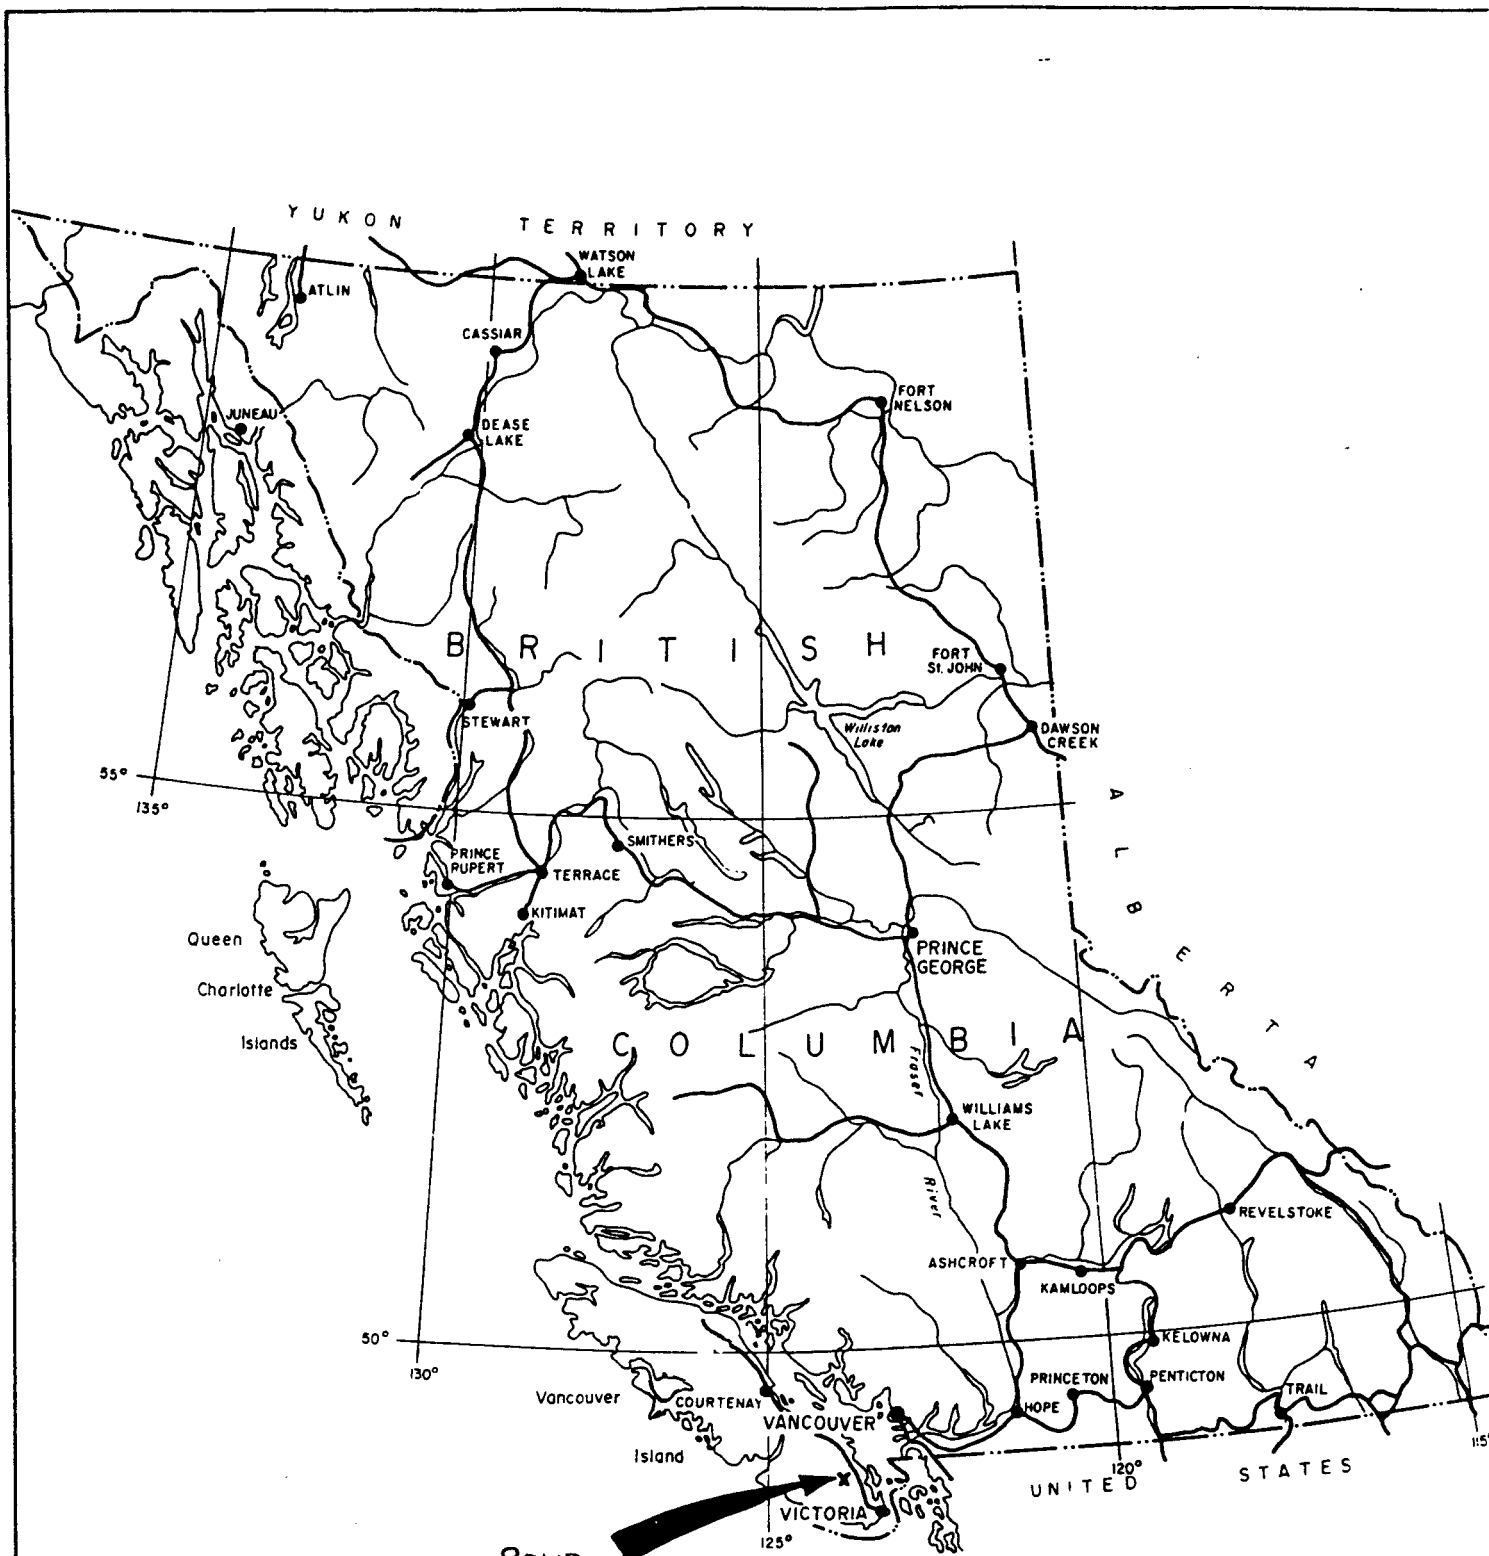 YUKON TERRITORY
WATSON
LAKE
ATLIN
CASSIAR
JUNEAU
DEASE
LAKE
FORT
NELSON
BRITISH
FORT
St. JOHN
STEWART
Williston
Lake
DAWSON
CREEK
55°
135°
ALBERTA
PRINCE
RUPERT
SMITHERS
TERRACE
KITIMAT
Queen
Charlotte
Islands
PRINCE
GEORGE
COLUMBIA
Fraser
River
WILLIAMS
LAKE
REVELSTOKE
ASHCROFT
KAMLOOPS
50°
130°
KELOWNA
Vancouver
Island
COURTENAY
VANCOUVER
PRINCETON
PENTICTON
HOPE
TRAIL
115°
120°
UNITED STATES
X
VICTORIA
125°